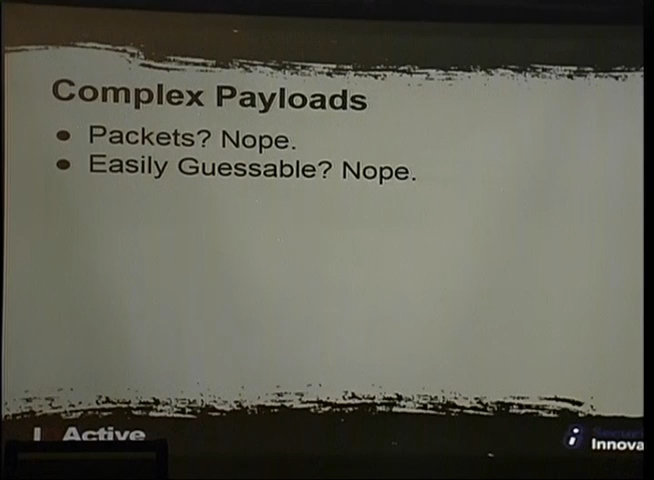 Complex Payloads
● Packets? Nope.
● Easily Guessable? Nope.
Active
i
Innova